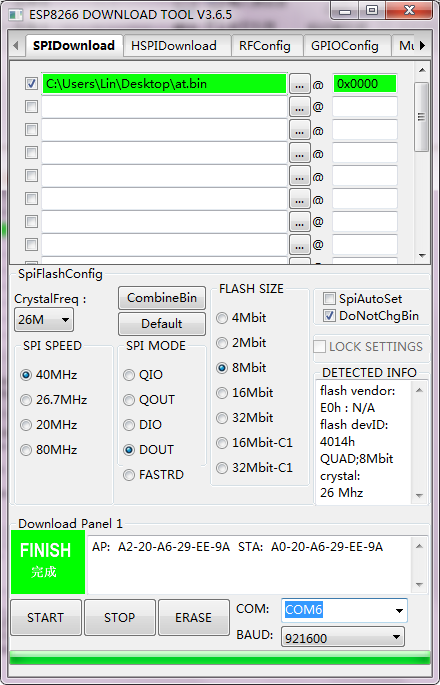 ESP8266 DOWNLOAD TOOL V3.6.5
SPIDownload HSPIDownload RFConfig GPIOConfig Mu
C:\Users\Lin\Desktop\at.bin ... @ 0x0000
... @
... @
... @
... @
... @
... @
... @
SpiFlashConfig
CrystalFreq :
26M
CombineBin
Default
SPI SPEED
40MHz
26.7MHz
20MHz
80MHz
SPI MODE
QIO
QOUT
DIO
DOUT
FASTRD
FLASH SIZE
4Mbit
2Mbit
8Mbit
16Mbit
32Mbit
16Mbit-C1
32Mbit-C1
SpiAutoSet
DoNotChgBin
LOCK SETTINGS
DETECTED INFO
flash vendor:
E0h : N/A
flash devID:
4014h
QUAD;8Mbit
crystal:
26 Mhz
Download Panel 1
FINISH
完成
AP: A2-20-A6-29-EE-9A STA: A0-20-A6-29-EE-9A
START STOP ERASE
COM: COM6
BAUD: 921600